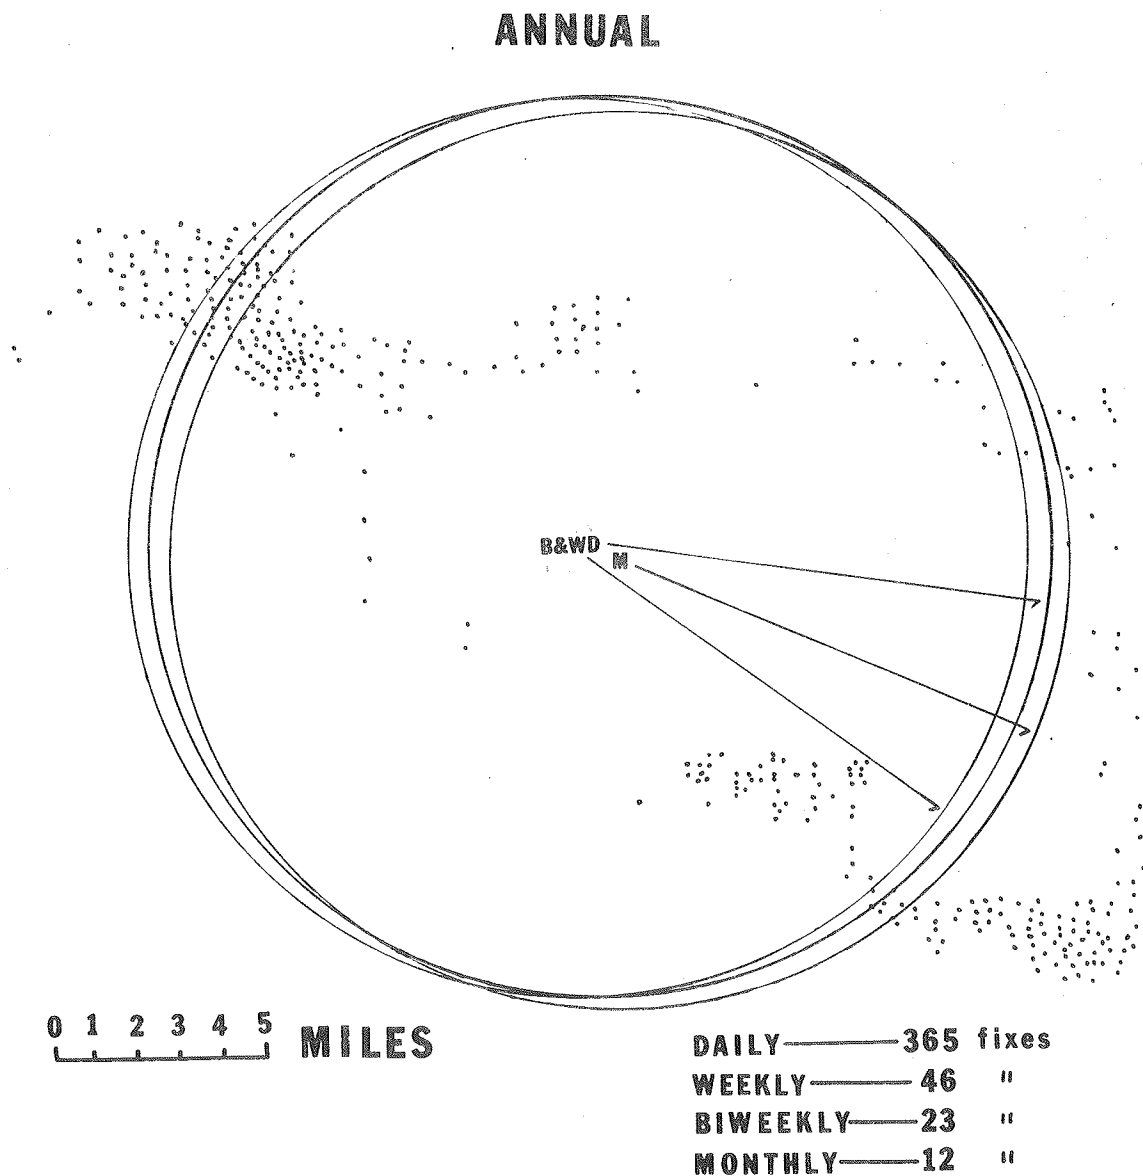 ANNUAL
B&WD
M
0 1 2 3 4 5 MILES
DAILY——365 fixes
WEEKLY——46 "
BIWEEKLY——23 "
MONTHLY——12 "